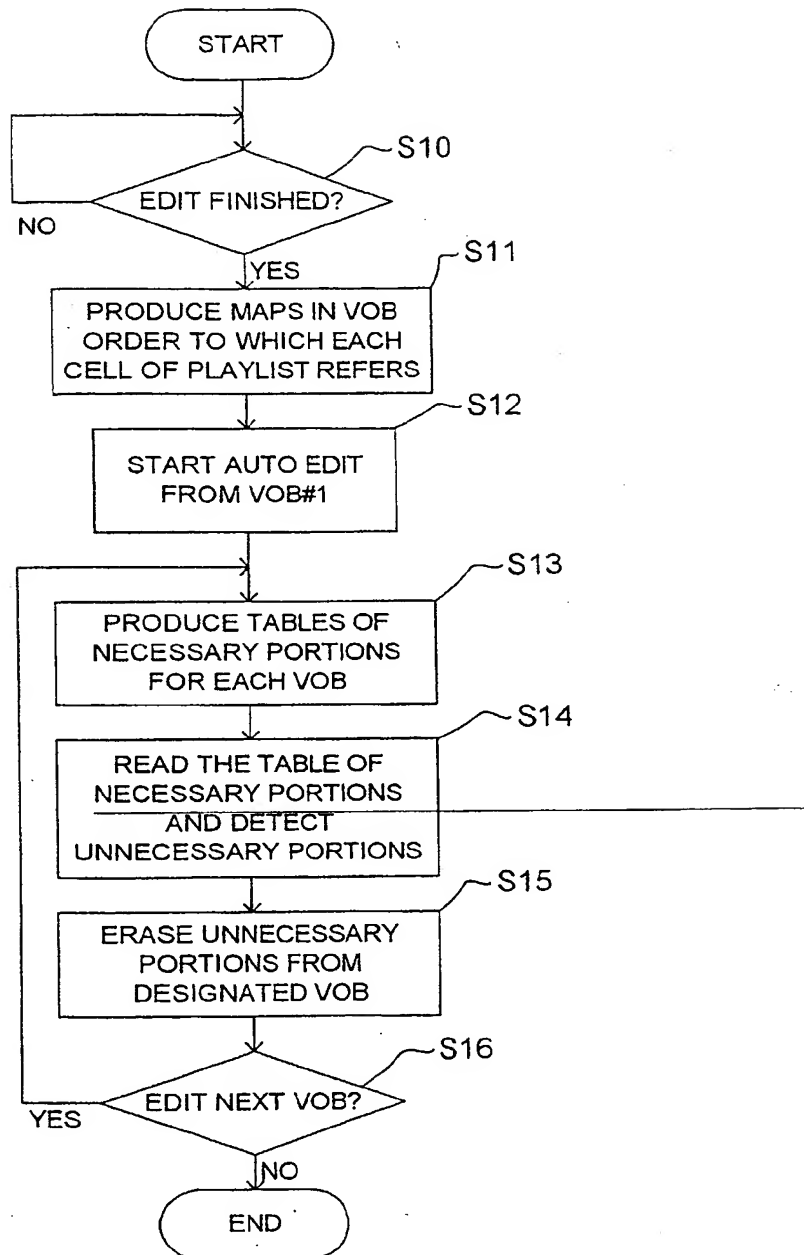 START
S10
EDIT FINISHED?
NO
YES
S11
PRODUCE MAPS IN VOB
ORDER TO WHICH EACH
CELL OF PLAYLIST REFERS
S12
START AUTO EDIT
FROM VOB#1
S13
PRODUCE TABLES OF
NECESSARY PORTIONS
FOR EACH VOB
S14
READ THE TABLE OF
NECESSARY PORTIONS
AND DETECT
UNNECESSARY PORTIONS
S15
ERASE UNNECESSARY
PORTIONS FROM
DESIGNATED VOB
S16
EDIT NEXT VOB?
YES
NO
END